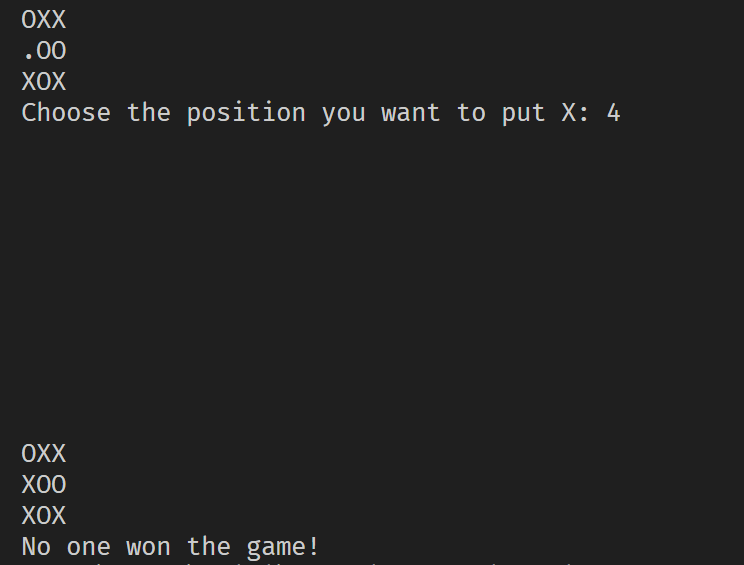 OXX
.OO
XOX
Choose the position you want to put X: 4
OXX
XOO
XOX
No one won the game!